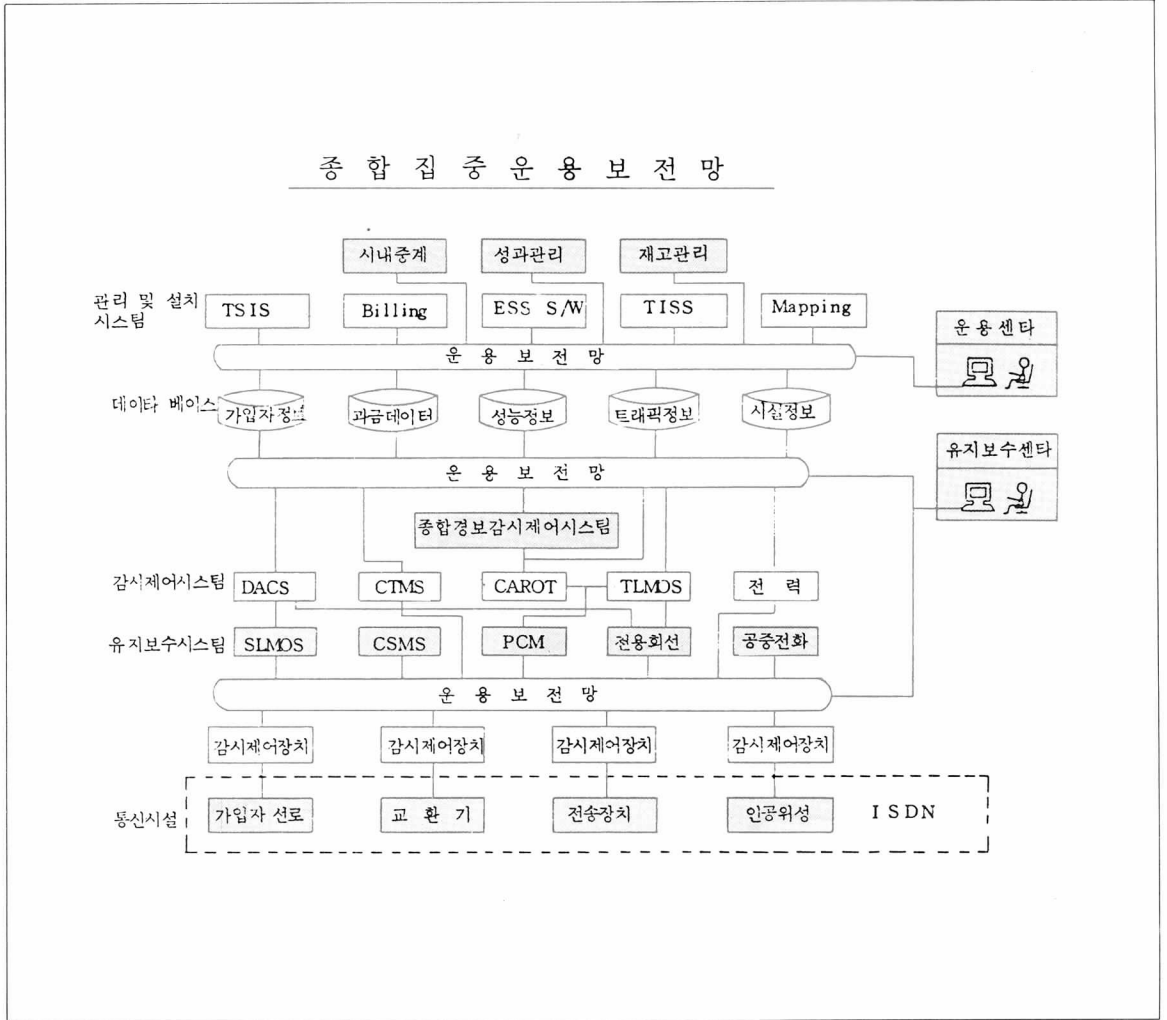 종 합 집 중 운 용 보 전 망
시내중계 성과관리 재고관리
관리 및 설치
시스팀
TSIS Billing ESS S/W TISS Mapping
운용센타
운 용 보 전 망
데이타 베이스
가입자정보 과금데이터 성능정보 트래픽정보 시설정보
유지보수센타
운 용 보 전 망
종합경보감시제어시스팀
감시제어시스팀 DACS CTMS CAROT TLMOS 전 력
유지보수시스팀 SLMOS CSMS PCM 전용회선 공중전화
운 용 보 전 망
감시제어장치 감시제어장치 감시제어장치 감시제어장치
통신시설 가입자 선로 교 환 기 전송장치 인공위성 ISDN